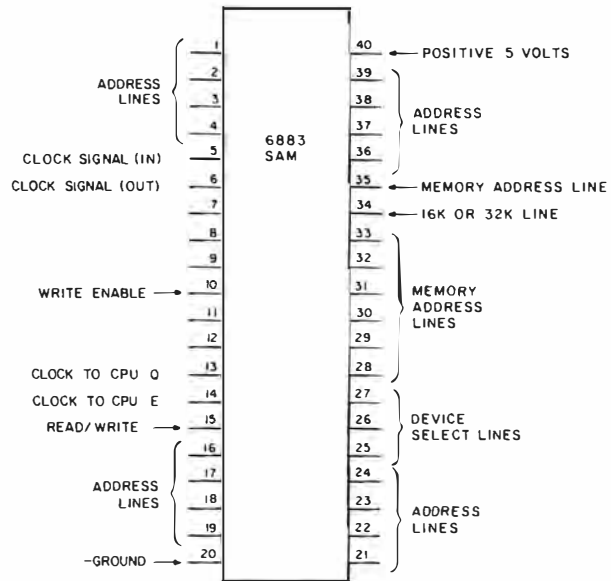 1
2
3
4
ADDRESS
LINES
5
CLOCK SIGNAL (IN)
6
CLOCK SIGNAL (OUT)
7
8
9
10
WRITE ENABLE
11
12
13
CLOCK TO CPU Q
14
CLOCK TO CPU E
15
READ/WRITE
16
17
18
19
ADDRESS
LINES
20
-GROUND
6883
SAM
40
POSITIVE 5 VOLTS
39
38
37
36
ADDRESS
LINES
35
MEMORY ADDRESS LINE
34
16K OR 32K LINE
33
32
31
30
29
28
MEMORY
ADDRESS
LINES
27
26
25
DEVICE
SELECT LINES
24
23
22
21
ADDRESS
LINES